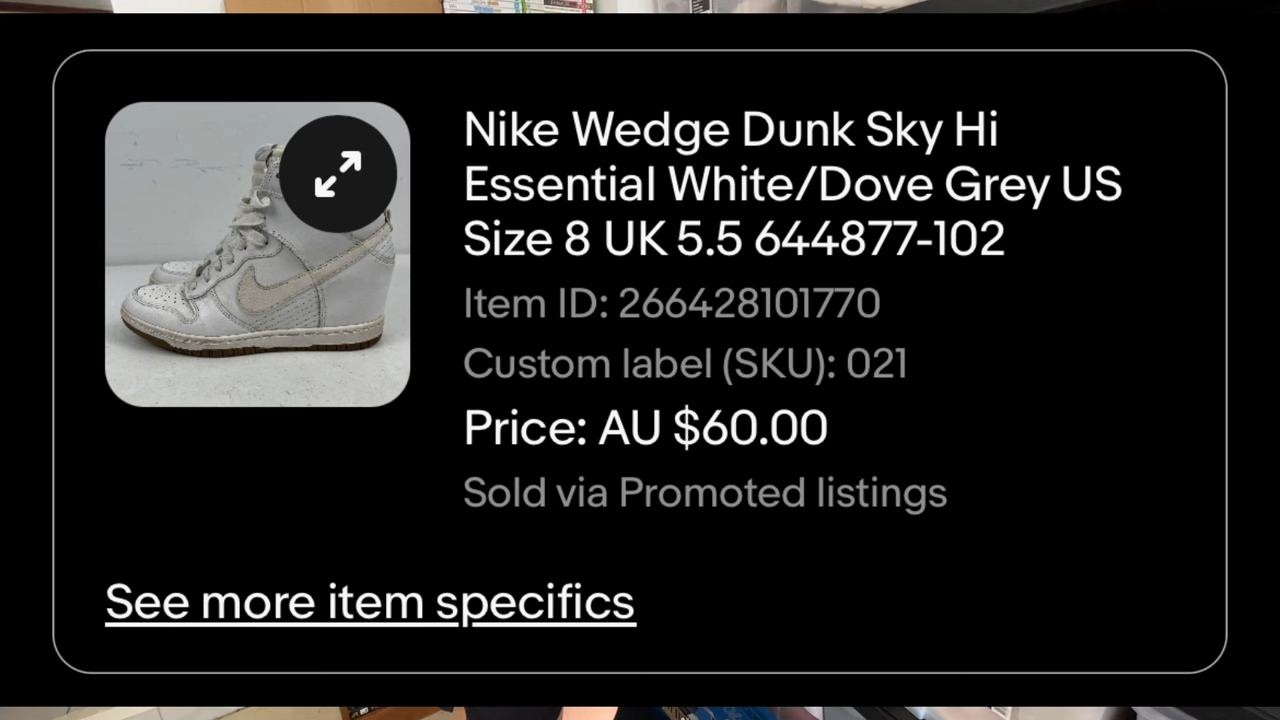 Nike Wedge Dunk Sky Hi
Essential White/Dove Grey US
Size 8 UK 5.5 644877-102
Item ID: 266428101770
Custom label (SKU): 021
Price: AU $60.00
Sold via Promoted listings
See more item specifics